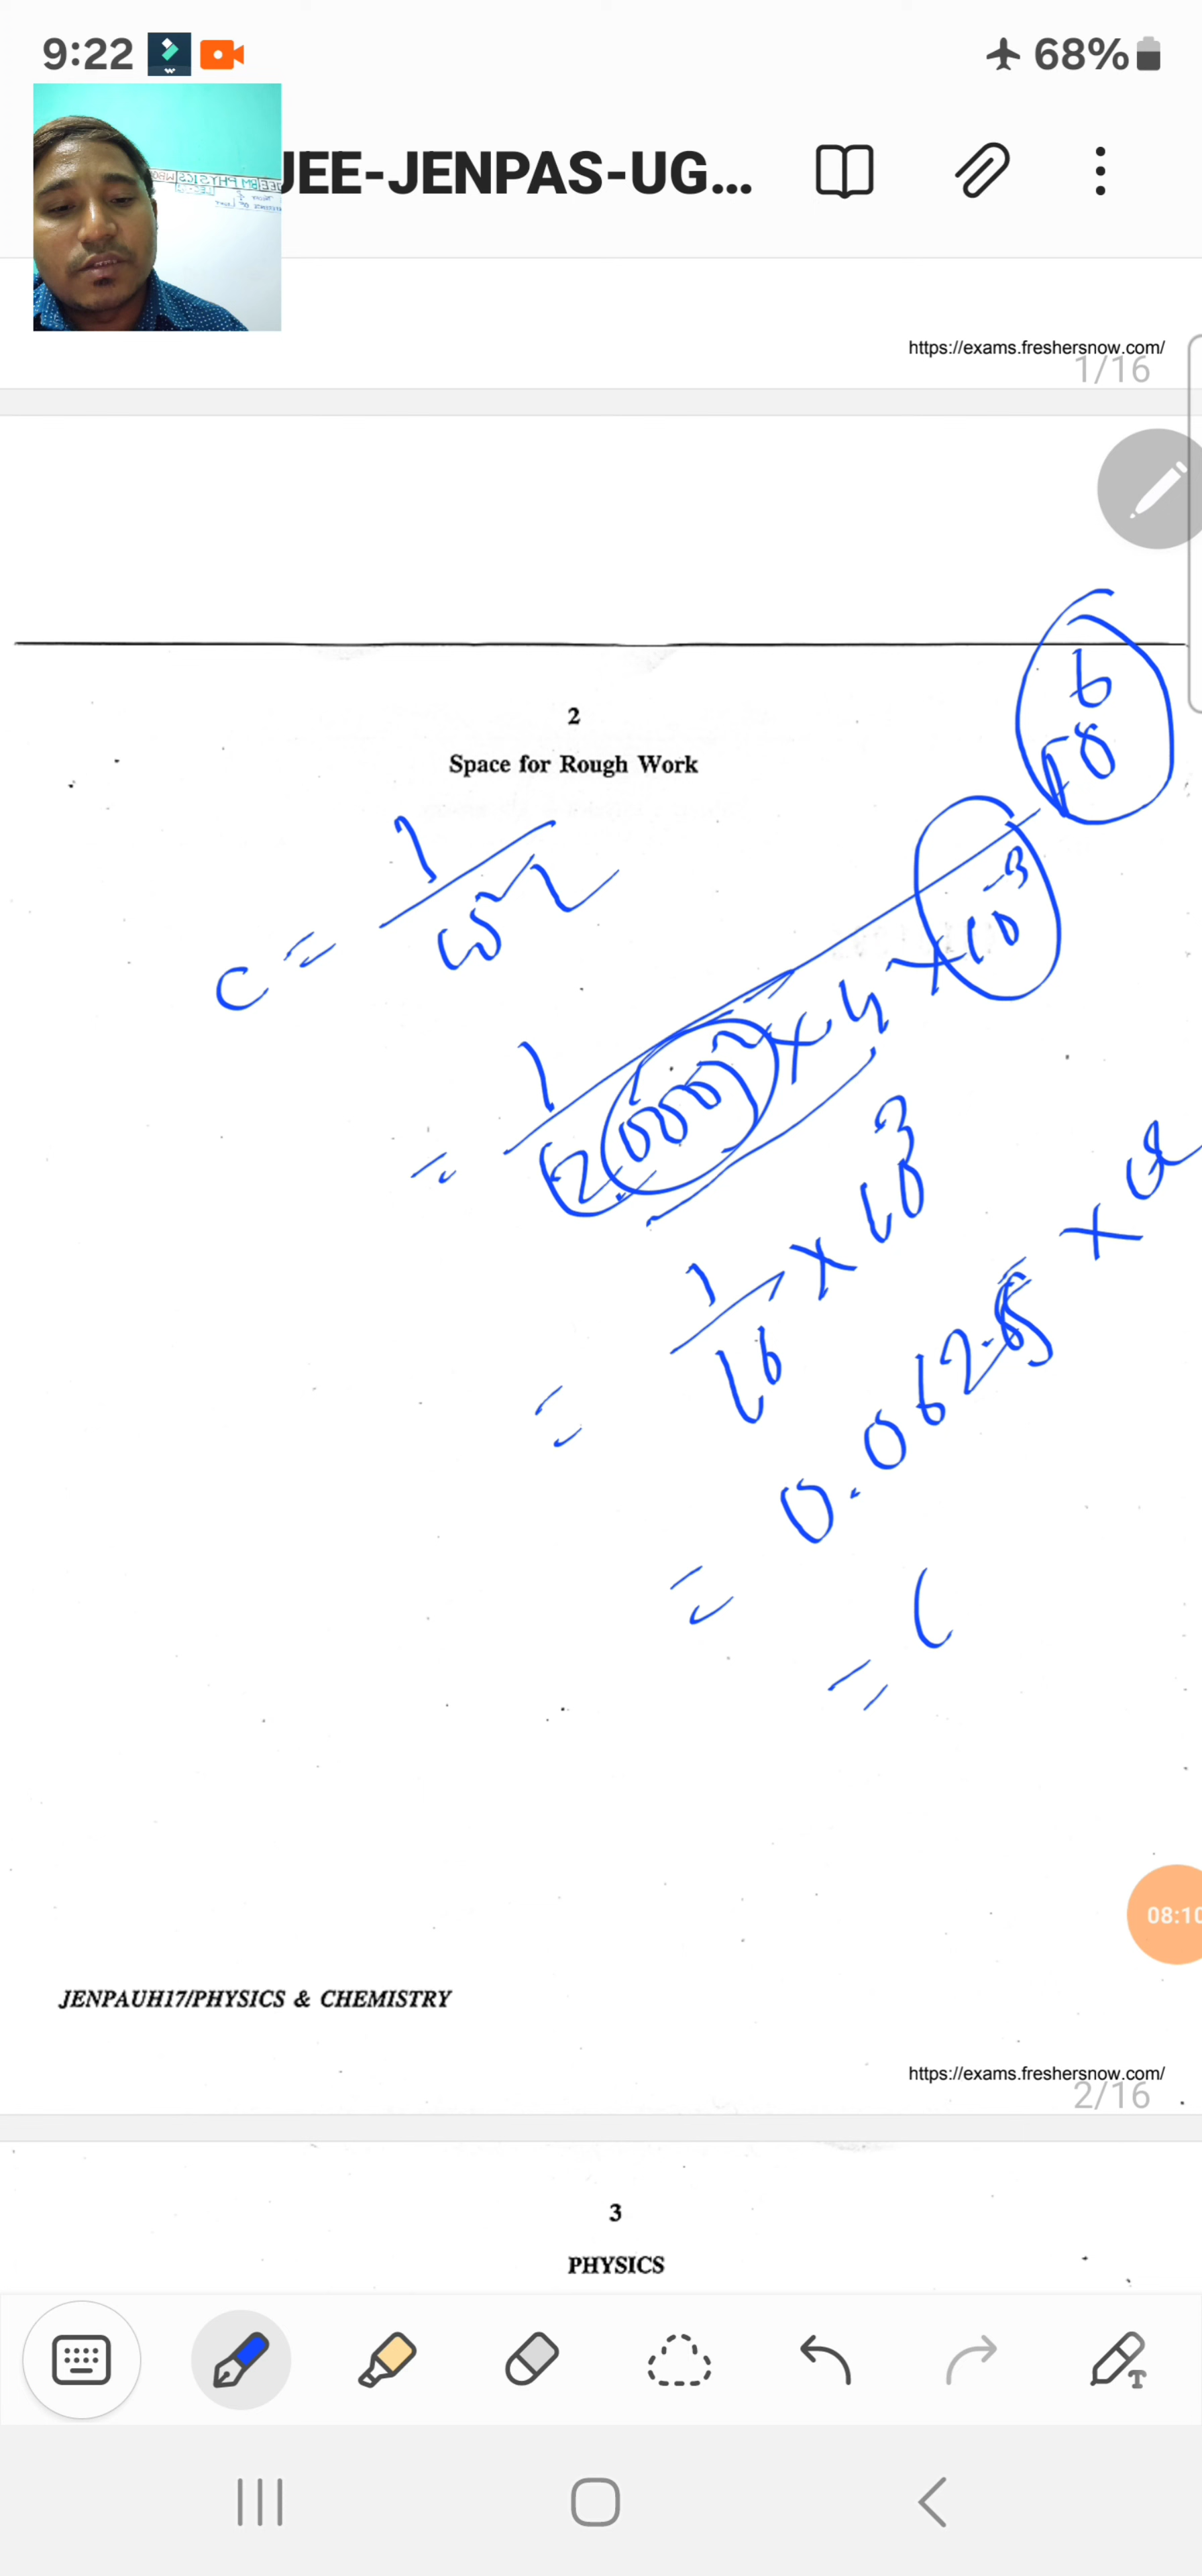 9:22
68%
JEE-JENPAS-UG...
https://exams.freshersnow.com/
1/16
2
Space for Rough Work
6
10
c = 1/ω²L
= 1/(2000)² × 4 × 10⁻³
= 1/16 × 10³
= 0.0625 ×
= (
08:10
JENPAUH17/PHYSICS & CHEMISTRY
https://exams.freshersnow.com/
2/16
3
PHYSICS
T